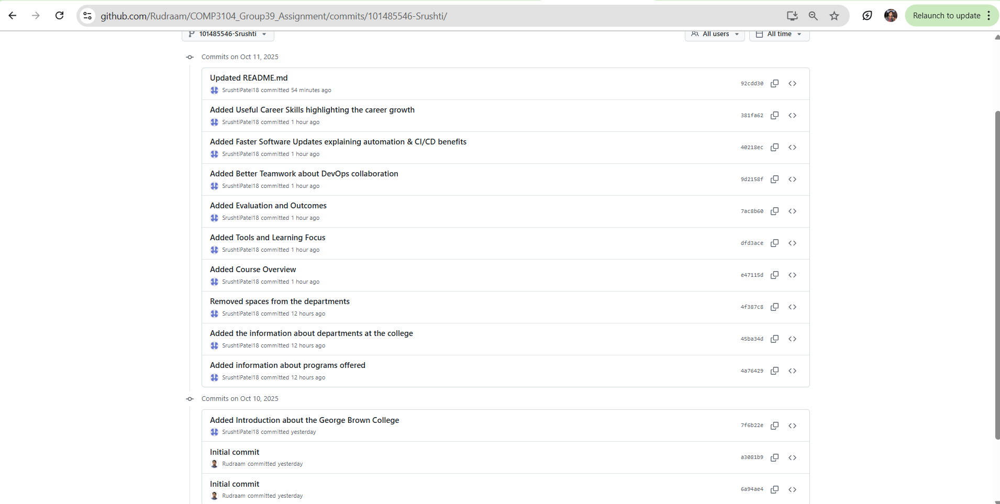 github.com/Rudraam/COMP3104_Group39_Assignment/commits/101485546-Srushti/
Relaunch to update
101485546-Srushti
All users
All time
Commits on Oct 11, 2025
Updated README.md
92cdd30
SrushtiPatel18 committed 54 minutes ago
Added Useful Career Skills highlighting the career growth
381fa62
SrushtiPatel18 committed 1 hour ago
Added Faster Software Updates explaining automation & CI/CD benefits
40218ec
SrushtiPatel18 committed 1 hour ago
Added Better Teamwork about DevOps collaboration
9d2158f
SrushtiPatel18 committed 1 hour ago
Added Evaluation and Outcomes
7ac8b60
SrushtiPatel18 committed 1 hour ago
Added Tools and Learning Focus
dfd3ace
SrushtiPatel18 committed 1 hour ago
Added Course Overview
e47115d
SrushtiPatel18 committed 1 hour ago
Removed spaces from the departments
4f387c8
SrushtiPatel18 committed 12 hours ago
Added the information about departments at the college
45ba34d
SrushtiPatel18 committed 12 hours ago
Added information about programs offered
4a76429
SrushtiPatel18 committed 12 hours ago
Commits on Oct 10, 2025
Added Introduction about the George Brown College
7f6b22e
SrushtiPatel18 committed yesterday
Initial commit
a3081b9
Rudraam committed yesterday
Initial commit
6a94ae4
Rudraam committed yesterday